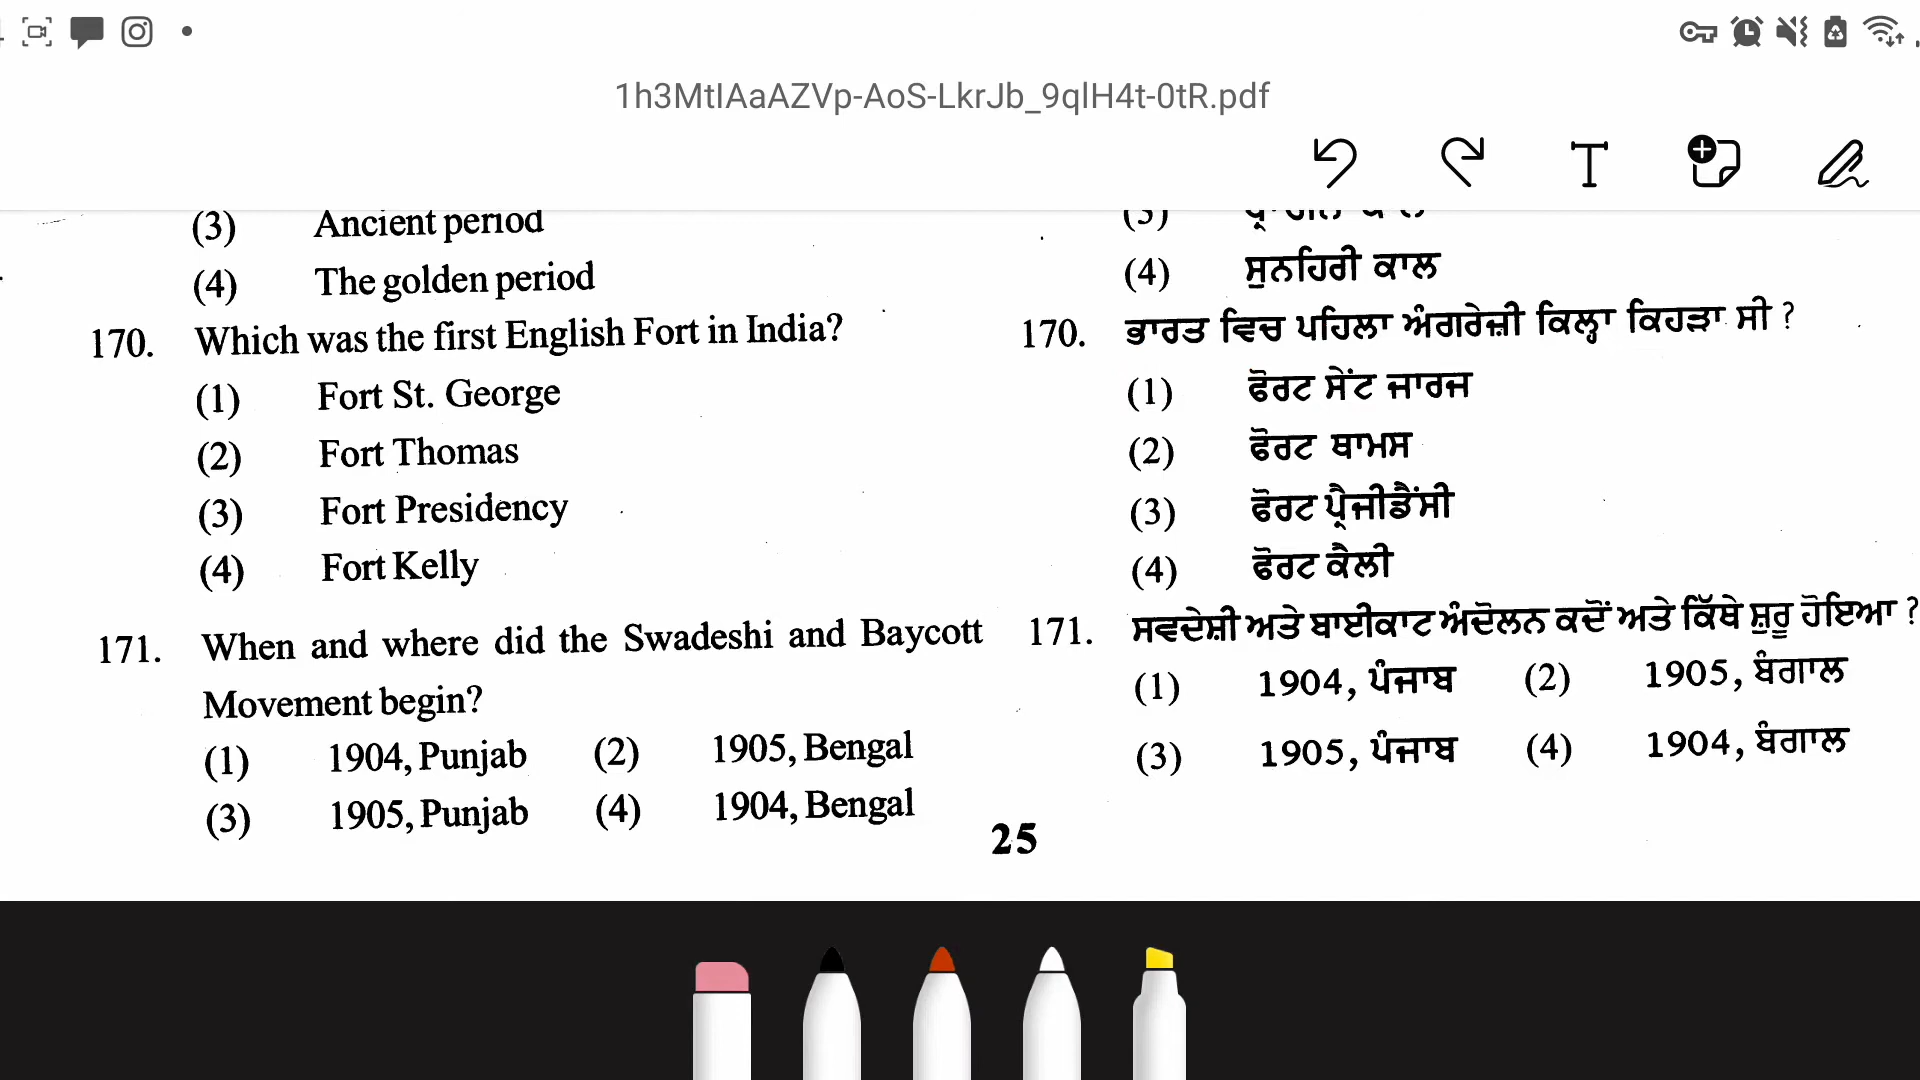 1h3MtIAaAZVp-AoS-LkrJb_9qlH4t-0tR.pdf
(3) Ancient period
(4) The golden period
170. Which was the first English Fort in India?
(1) Fort St. George
(2) Fort Thomas
(3) Fort Presidency
(4) Fort Kelly
171. When and where did the Swadeshi and Baycott
Movement begin?
(1) 1904, Punjab (2) 1905, Bengal
(3) 1905, Punjab (4) 1904, Bengal
(3)
(4) ਸੁਨਹਿਰੀ ਕਾਲ
170. ਭਾਰਤ ਵਿਚ ਪਹਿਲਾ ਅੰਗਰੇਜ਼ੀ ਕਿਲ੍ਹਾ ਕਿਹੜਾ ਸੀ ?
(1) ਫੋਰਟ ਸੇਂਟ ਜਾਰਜ
(2) ਫੋਰਟ ਥਾਮਸ
(3) ਫੋਰਟ ਪ੍ਰੈਜੀਡੈਂਸੀ
(4) ਫੋਰਟ ਕੈਲੀ
171. ਸਵਦੇਸ਼ੀ ਅਤੇ ਬਾਈਕਾਟ ਅੰਦੋਲਨ ਕਦੋਂ ਅਤੇ ਕਿੱਥੇ ਸ਼ੁਰੂ ਹੋਇਆ ?
(1) 1904, ਪੰਜਾਬ (2) 1905, ਬੰਗਾਲ
(3) 1905, ਪੰਜਾਬ (4) 1904, ਬੰਗਾਲ
25